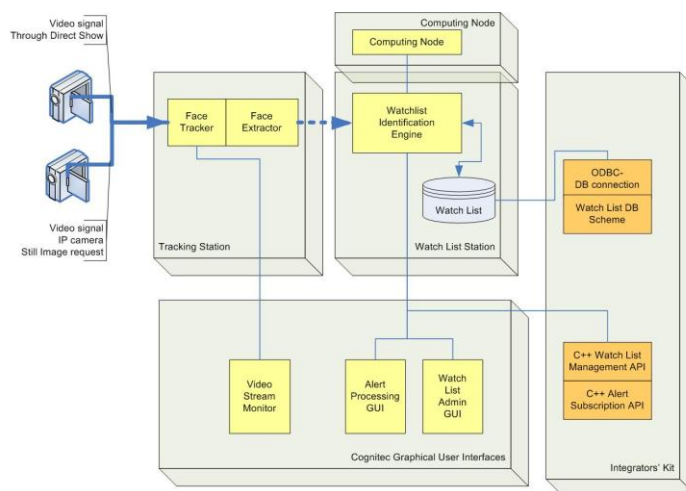 Video signal
Through Direct Show
Computing Node
Computing Node
Face
Tracker
Face
Extractor
Watchlist
Identification
Engine
Watch List
ODBC-
DB connection
Watch List DB
Scheme
Video signal
IP camera
Still Image request
Tracking Station
Watch List Station
Video
Stream
Monitor
Alert
Processing
GUI
Watch
List
Admin
GUI
C++ Watch List
Management API
C++ Alert
Subscription API
Cognitec Graphical User Interfaces
Integrators' Kit